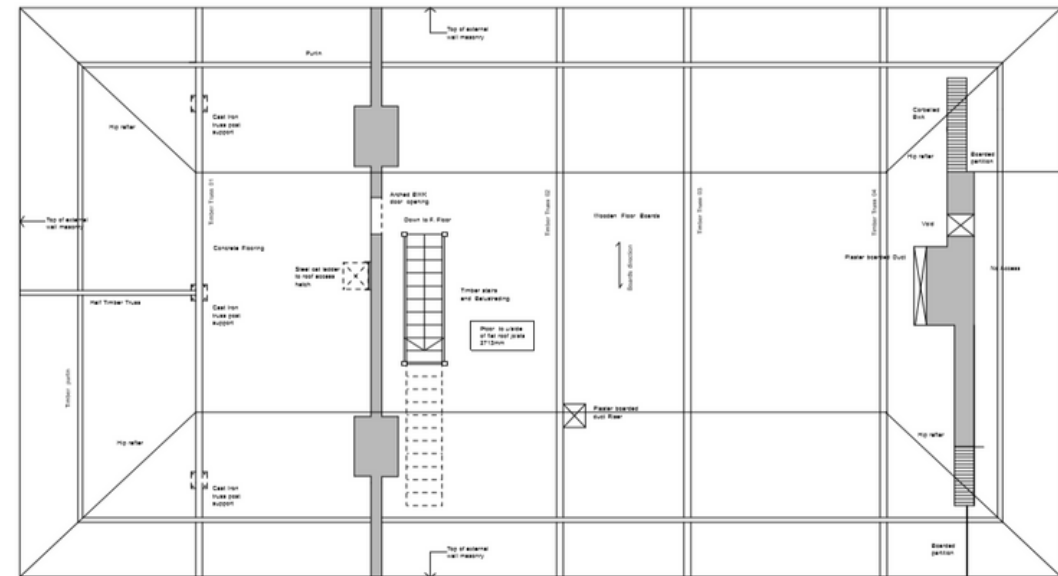 Top of external
wall masonry
Purlin
Cast Iron
truss post
support
Hip rafter
Corbelled
Bwk
Boarded
partition
Hip rafter
Timber Truss 01
Arched BWK
door opening
Timber Truss 02
Timber Truss 03
Timber Truss 04
Top of external
wall masonry
Down to F. Floor
Wooden Floor Boards
Void
Concrete Flooring
Boards direction
Plaster boarded Duct
Steel cat ladder
to roof access
hatch
No Access
Half Timber Truss
Timber stairs
and Balustrading
Cast Iron
truss post
support
Floor to u/side
of flat roof joists
2713mm
Timber purlin
Plaster boarded
duct Riser
Hip rafter
Hip rafter
Cast Iron
truss post
support
Top of external
wall masonry
Boarded
partition